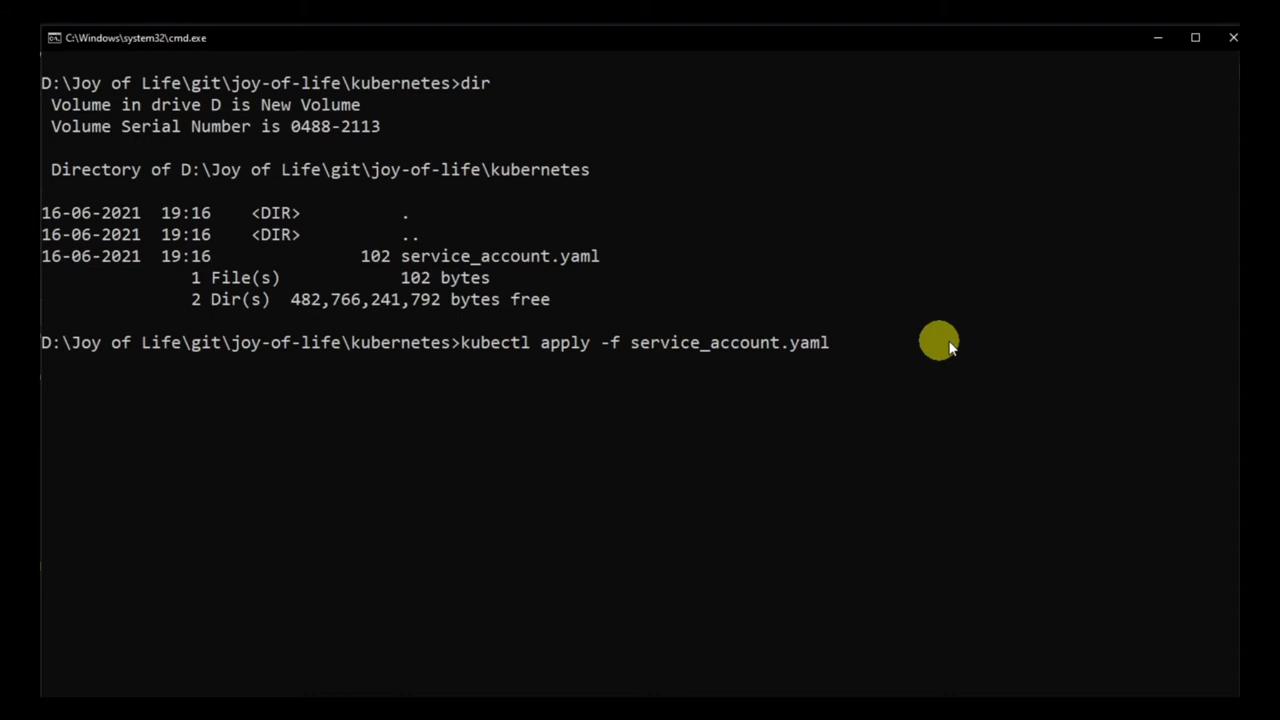 C:\Windows\system32\cmd.exe
D:\Joy of Life\git\joy-of-life\kubernetes>dir
Volume in drive D is New Volume
Volume Serial Number is 0488-2113
Directory of D:\Joy of Life\git\joy-of-life\kubernetes
16-06-2021  19:16    <DIR>          .
16-06-2021  19:16    <DIR>          ..
16-06-2021  19:16               102 service_account.yaml
1 File(s)            102 bytes
2 Dir(s)  482,766,241,792 bytes free
D:\Joy of Life\git\joy-of-life\kubernetes>kubectl apply -f service_account.yaml